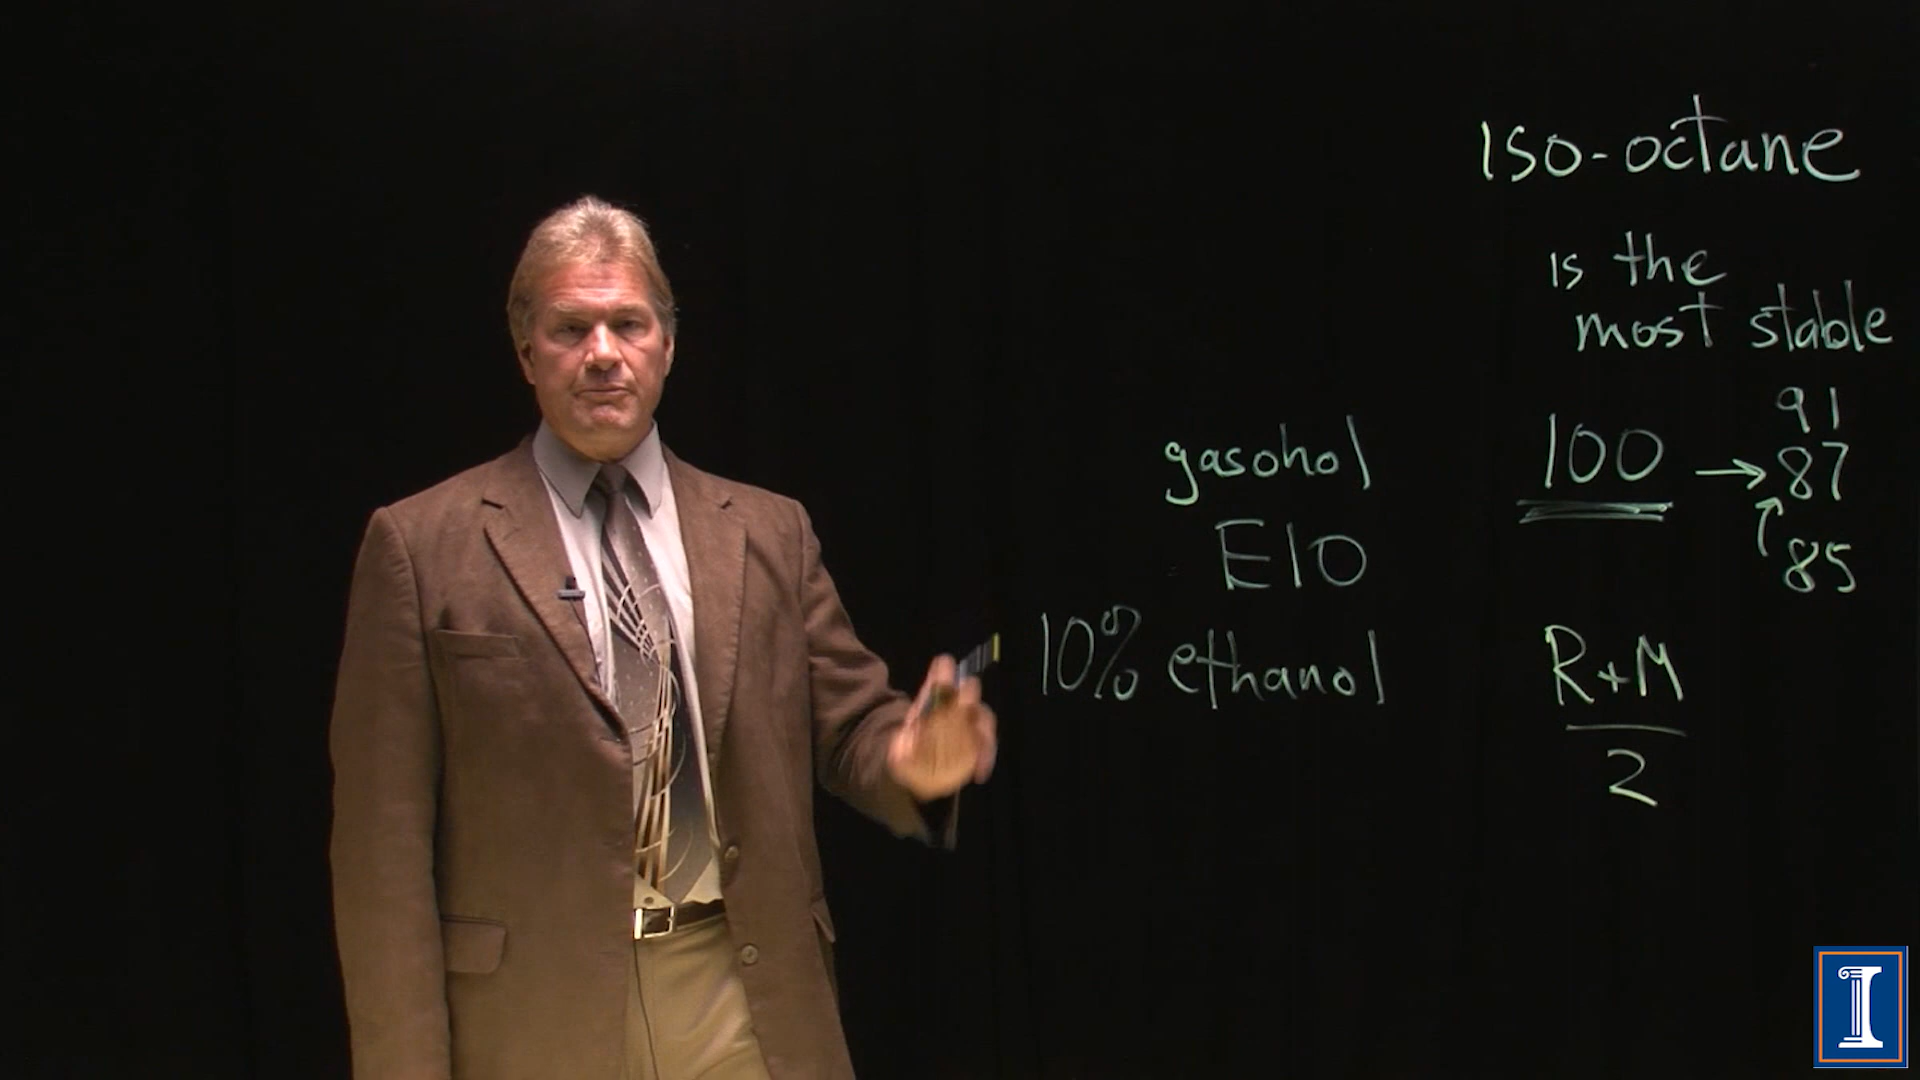 iso-octane
is the
most stable
91
100 → 87
↑ 85
gasohol
E10
10% ethanol
R+M
2
I